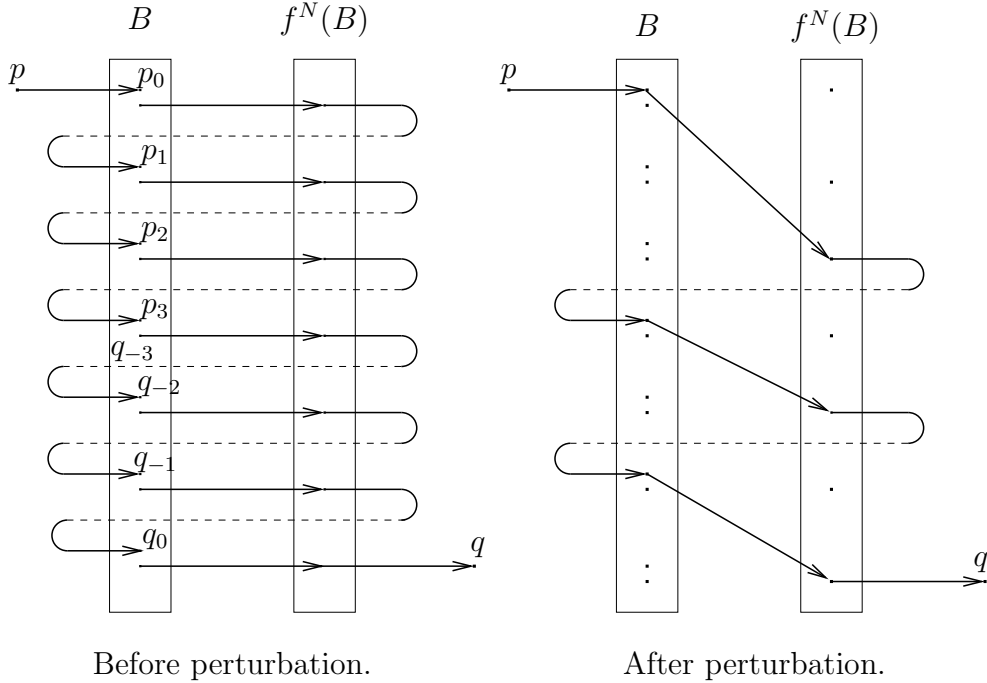 B f^N(B)
B f^N(B)
p p_0
p_1
p_2
p_3
q_{-3}
q_{-2}
q_{-1}
q_0 q
p
q
Before perturbation.
After perturbation.